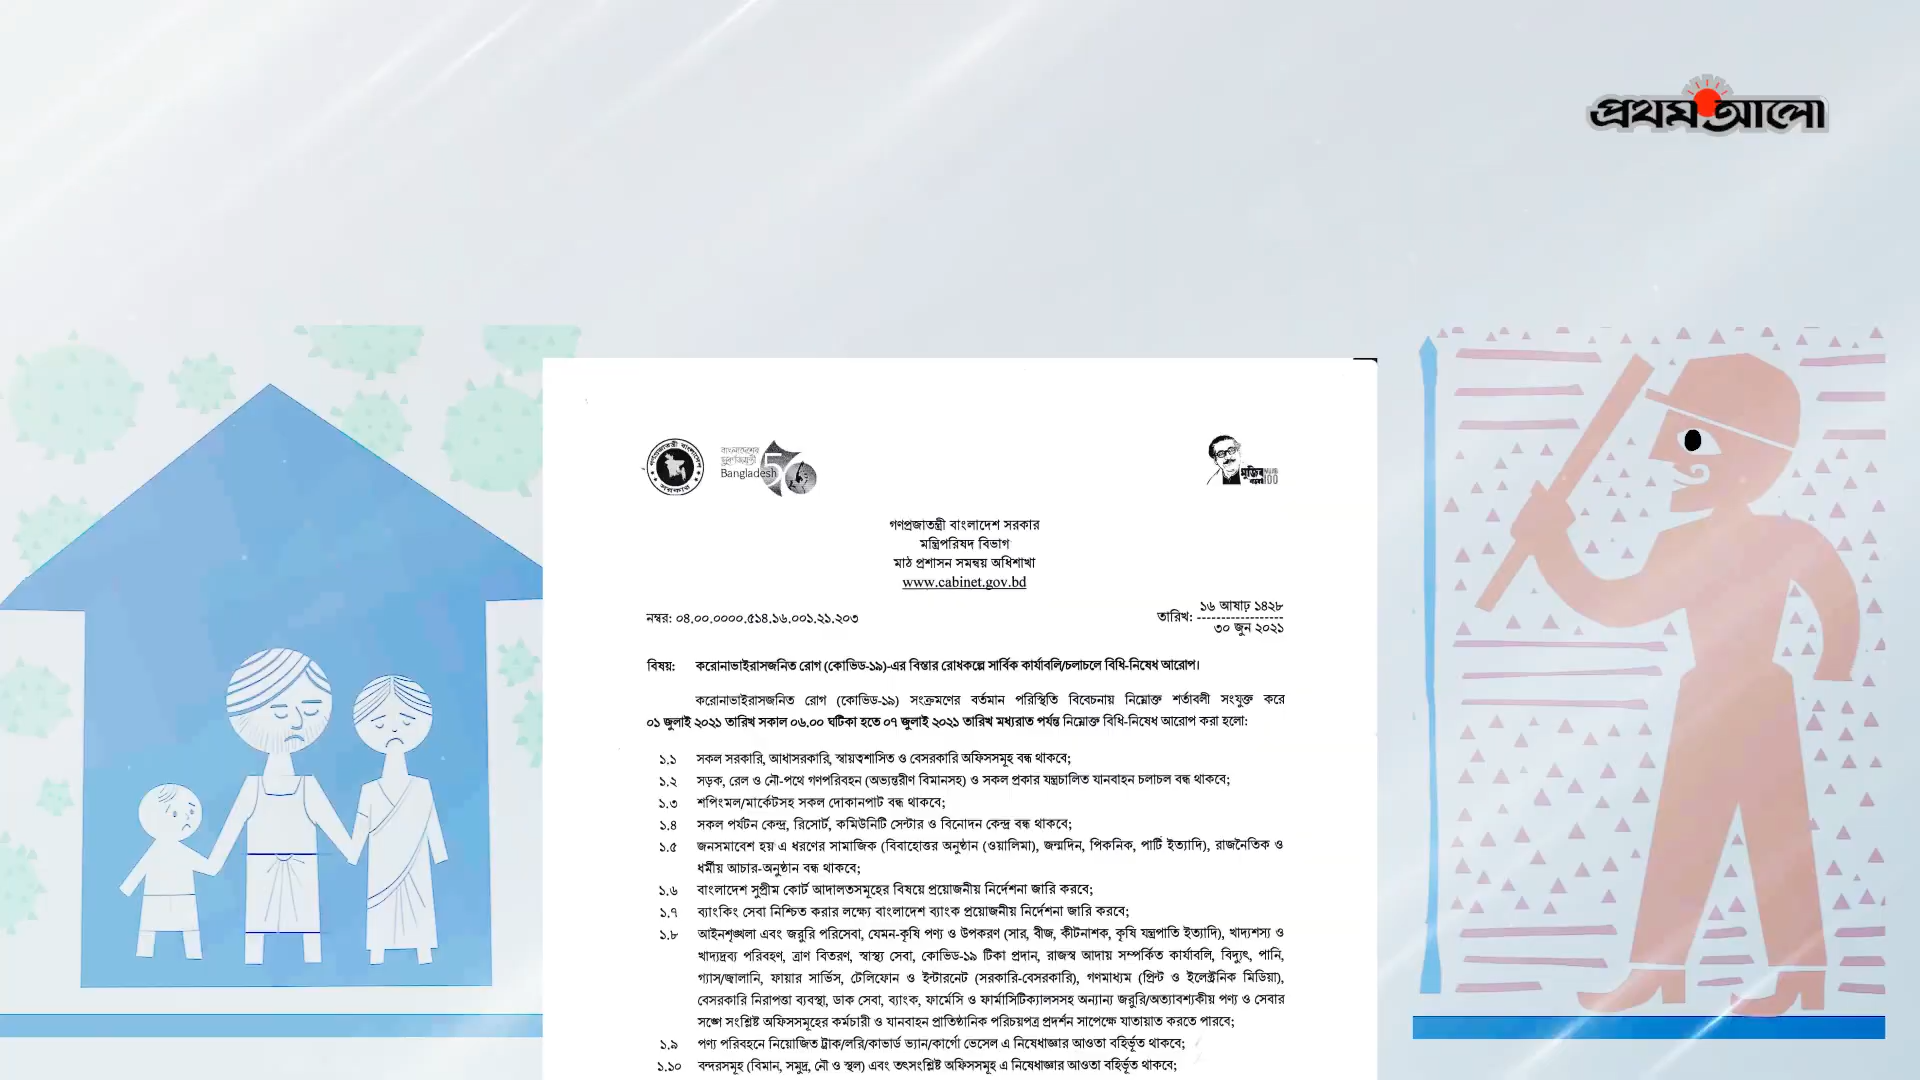 প্রথম আলো
বাংলাদেশের
সুবর্ণজয়ন্তী
Bangladesh 50
মুজিব
100
গণপ্রজাতন্ত্রী বাংলাদেশ সরকার
মন্ত্রিপরিষদ বিভাগ
মাঠ প্রশাসন সমন্বয় অধিশাখা
www.cabinet.gov.bd
নম্বর: ০৪.০০.০০০০.৫১৪.১৬.০০১.২১.২০৩
তারিখ: ১৬ আষাঢ় ১৪২৮
৩০ জুন ২০২১
বিষয়: করোনাভাইরাসজনিত রোগ (কোভিড-১৯)-এর বিস্তার রোধকল্পে সার্বিক কার্যাবলি/চলাচলে বিধি-নিষেধ আরোপ।
করোনাভাইরাসজনিত রোগ (কোভিড-১৯) সংক্রমণের বর্তমান পরিস্থিতি বিবেচনায় নিম্নোক্ত শর্তাবলী সংযুক্ত করে
০১ জুলাই ২০২১ তারিখ সকাল ০৬.০০ ঘটিকা হতে ০৭ জুলাই ২০২১ তারিখ মধ্যরাত পর্যন্ত নিম্নোক্ত বিধি-নিষেধ আরোপ করা হলো:
১.১ সকল সরকারি, আধাসরকারি, স্বায়ত্বশাসিত ও বেসরকারি অফিসসমূহ বন্ধ থাকবে;
১.২ সড়ক, রেল ও নৌ-পথে গণপরিবহন (অভ্যন্তরীণ বিমানসহ) ও সকল প্রকার যন্ত্রচালিত যানবাহন চলাচল বন্ধ থাকবে;
১.৩ শপিংমল/মার্কেটসহ সকল দোকানপাট বন্ধ থাকবে;
১.৪ সকল পর্যটন কেন্দ্র, রিসোর্ট, কমিউনিটি সেন্টার ও বিনোদন কেন্দ্র বন্ধ থাকবে;
১.৫ জনসমাবেশ হয় এ ধরণের সামাজিক (বিবাহোত্তর অনুষ্ঠান (ওয়ালিমা), জন্মদিন, পিকনিক, পার্টি ইত্যাদি), রাজনৈতিক ও
ধর্মীয় আচার-অনুষ্ঠান বন্ধ থাকবে;
১.৬ বাংলাদেশ সুপ্রীম কোর্ট আদালতসমূহের বিষয়ে প্রয়োজনীয় নির্দেশনা জারি করবে;
১.৭ ব্যাংকিং সেবা নিশ্চিত করার লক্ষ্যে বাংলাদেশ ব্যাংক প্রয়োজনীয় নির্দেশনা জারি করবে;
১.৮ আইনশৃঙ্খলা এবং জরুরি পরিসেবা, যেমন-কৃষি পণ্য ও উপকরণ (সার, বীজ, কীটনাশক, কৃষি যন্ত্রপাতি ইত্যাদি), খাদ্যশস্য ও
খাদ্যদ্রব্য পরিবহণ, ত্রাণ বিতরণ, স্বাস্থ্য সেবা, কোভিড-১৯ টিকা প্রদান, রাজস্ব আদায় সম্পর্কিত কার্যাবলি, বিদ্যুৎ, পানি,
গ্যাস/জ্বালানি, ফায়ার সার্ভিস, টেলিফোন ও ইন্টারনেট (সরকারি-বেসরকারি), গণমাধ্যম (প্রিন্ট ও ইলেক্ট্রনিক মিডিয়া),
বেসরকারি নিরাপত্তা ব্যবস্থা, ডাক সেবা, ব্যাংক, ফার্মেসি ও ফার্মাসিটিক্যালসসহ অন্যান্য জরুরি/অত্যাবশ্যকীয় পণ্য ও সেবার
সঙ্গে সংশ্লিষ্ট অফিসসমূহের কর্মচারী ও যানবাহন প্রাতিষ্ঠানিক পরিচয়পত্র প্রদর্শন সাপেক্ষে যাতায়াত করতে পারবে;
১.৯ পণ্য পরিবহনে নিয়োজিত ট্রাক/লরি/কাভার্ড ভ্যান/কার্গো ভেসেল এ নিষেধাজ্ঞার আওতা বহির্ভূত থাকবে;
১.১০ বন্দরসমূহ (বিমান, সমুদ্র, নৌ ও স্থল) এবং তৎসংশ্লিষ্ট অফিসসমূহ এ নিষেধাজ্ঞার আওতা বহির্ভূত থাকবে;